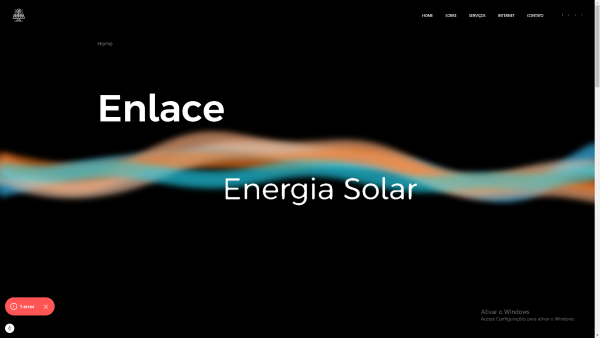 HOME SOBRE SERVIÇOS INTERNET CONTATO
Home
Enlace
Energia Solar
1 error
Ativar o Windows
Acesse Configurações para ativar o Windows.